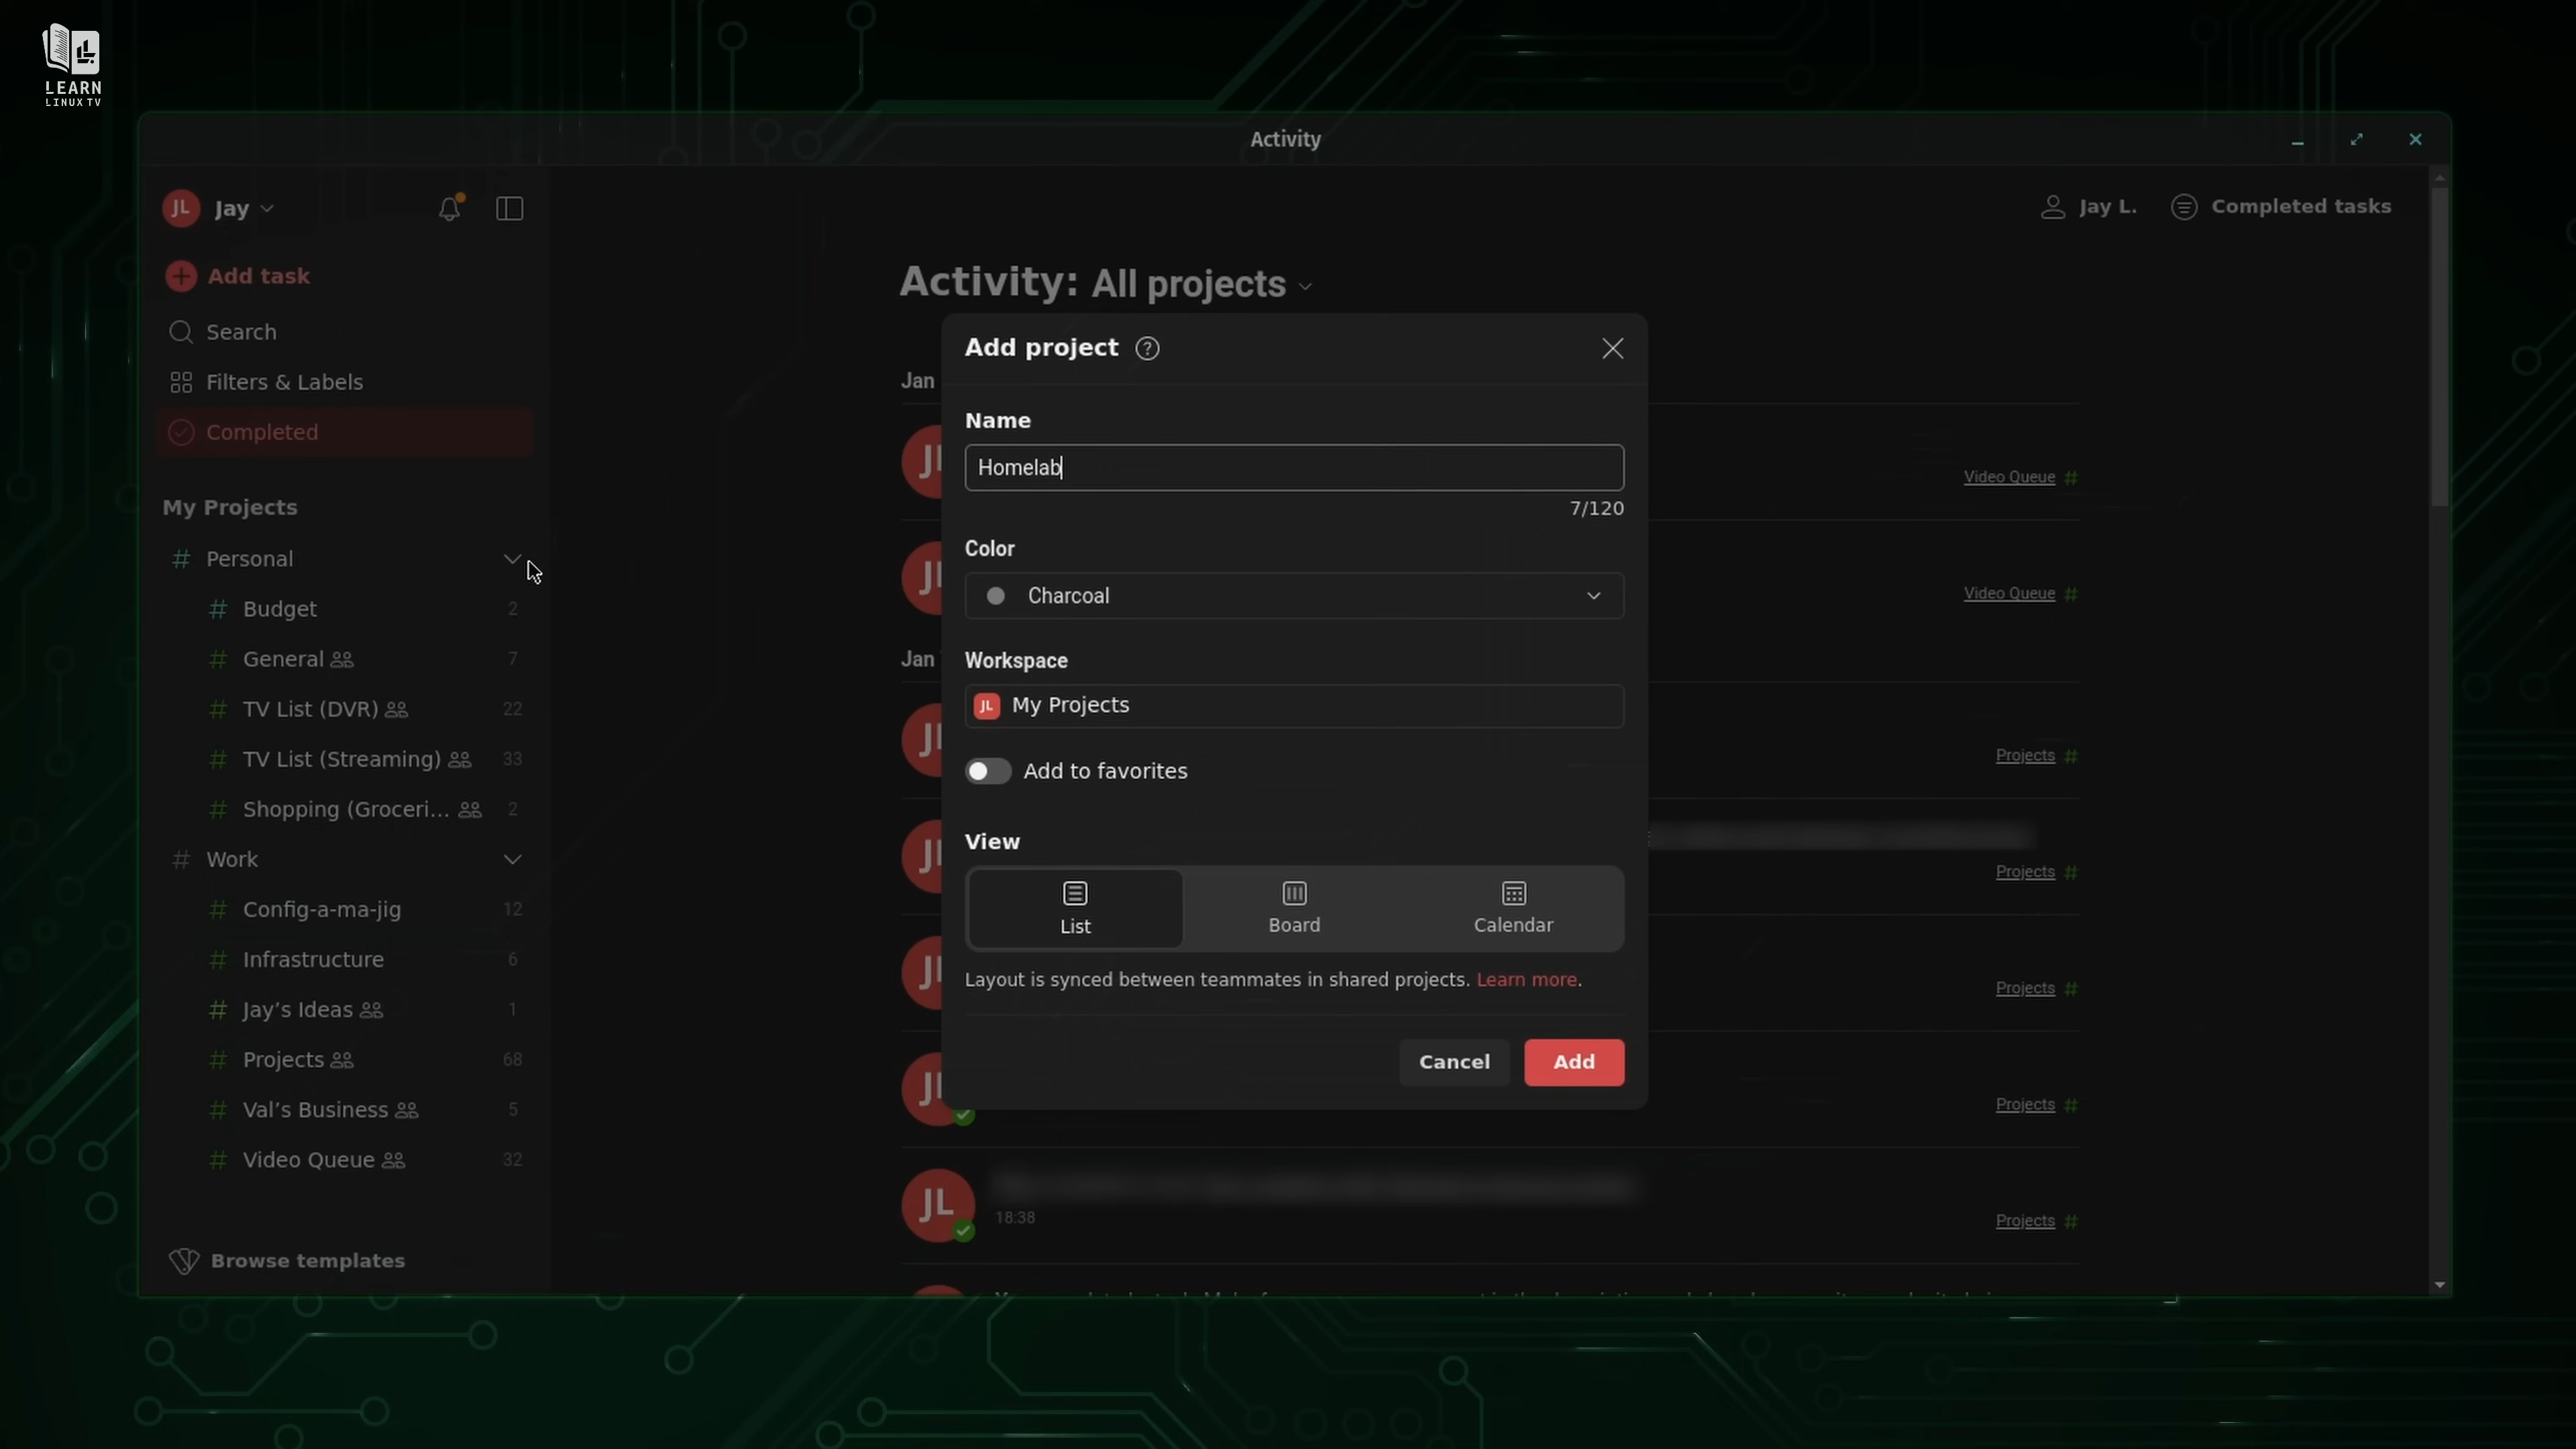 LEARN
LINUX TV
Activity
JL Jay
Jay L. Completed tasks
Add task
Search
Filters & Labels
Completed
My Projects
Personal
Budget 2
General 7
TV List (DVR) 22
TV List (Streaming) 33
Shopping (Groceri... 2
Work
Config-a-ma-jig 12
Infrastructure 6
Jay’s Ideas 1
Projects 68
Val’s Business 5
Video Queue 32
Browse templates
Activity: All projects
Jan
Video Queue #
Video Queue #
Jan
Projects #
Projects #
Projects #
Projects #
JL
18:38
Projects #
Add project ?
Name
Homelab
7/120
Color
Charcoal
Workspace
JL My Projects
Add to favorites
View
List Board Calendar
Layout is synced between teammates in shared projects. Learn more.
Cancel Add